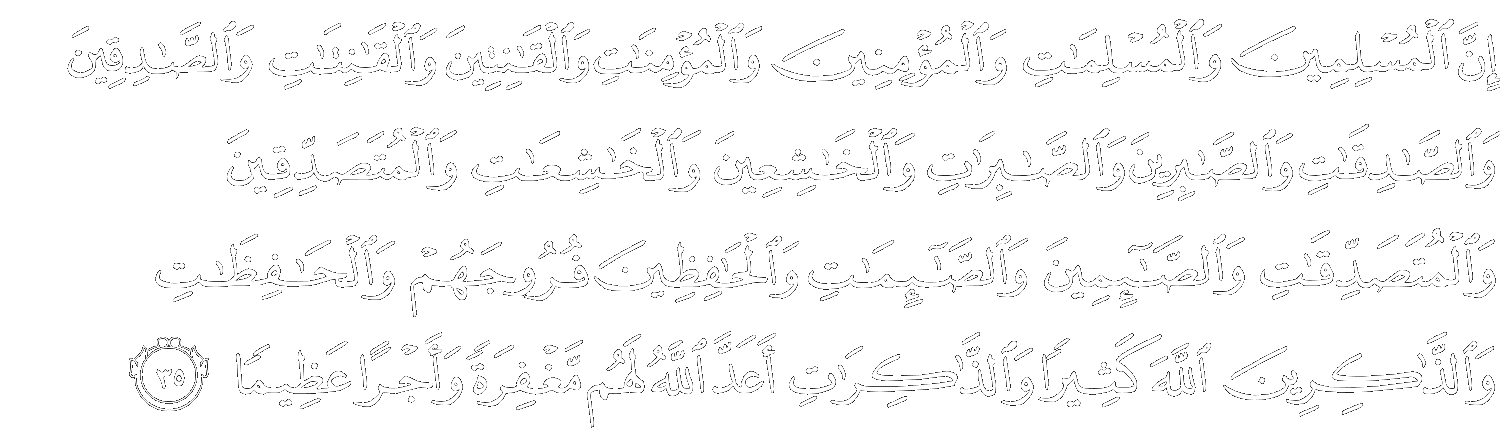 إِنَّ ٱلْمُسْلِمِينَ وَٱلْمُسْلِمَٰتِ وَٱلْمُؤْمِنِينَ وَٱلْمُؤْمِنَٰتِ وَٱلْقَٰنِتِينَ وَٱلْقَٰنِتَٰتِ وَٱلصَّٰدِقِينَ
وَٱلصَّٰدِقَٰتِ وَٱلصَّٰبِرِينَ وَٱلصَّٰبِرَٰتِ وَٱلْخَٰشِعِينَ وَٱلْخَٰشِعَٰتِ وَٱلْمُتَصَدِّقِينَ
وَٱلْمُتَصَدِّقَٰتِ وَٱلصَّٰٓئِمِينَ وَٱلصَّٰٓئِمَٰتِ وَٱلْحَٰفِظِينَ فُرُوجَهُمْ وَٱلْحَٰفِظَٰتِ
وَٱلذَّٰكِرِينَ ٱللَّهَ كَثِيرًا وَٱلذَّٰكِرَٰتِ أَعَدَّ ٱللَّهُ لَهُم مَّغْفِرَةً وَأَجْرًا عَظِيمًا ٣٥